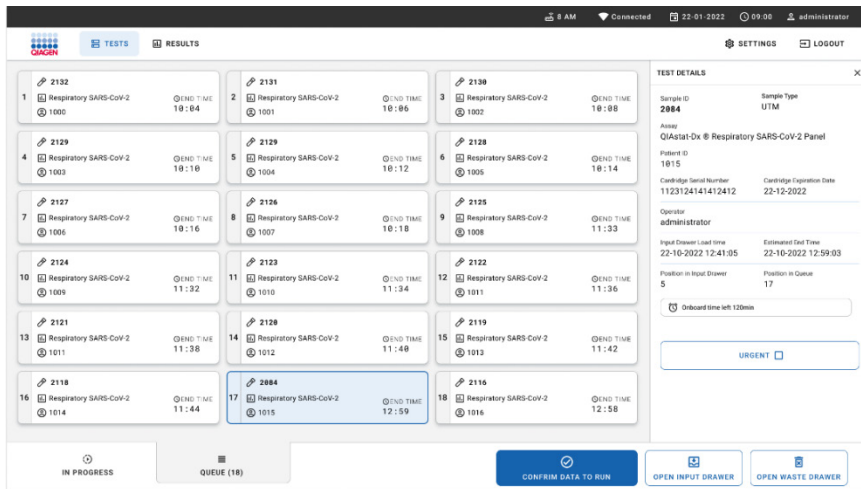 8 AM Connected 22-01-2022 09:00 administrator
QIAGEN TESTS RESULTS SETTINGS LOGOUT
1 2132 Respiratory SARS-CoV-2 1000 END TIME 10:04
2 2131 Respiratory SARS-CoV-2 1001 END TIME 10:06
3 2130 Respiratory SARS-CoV-2 1002 END TIME 10:08
4 2129 Respiratory SARS-CoV-2 1003 END TIME 10:10
5 2129 Respiratory SARS-CoV-2 1004 END TIME 10:12
6 2128 Respiratory SARS-CoV-2 1005 END TIME 10:14
7 2127 Respiratory SARS-CoV-2 1006 END TIME 10:16
8 2126 Respiratory SARS-CoV-2 1007 END TIME 10:18
9 2125 Respiratory SARS-CoV-2 1008 END TIME 11:33
10 2124 Respiratory SARS-CoV-2 1009 END TIME 11:32
11 2123 Respiratory SARS-CoV-2 1010 END TIME 11:34
12 2122 Respiratory SARS-CoV-2 1011 END TIME 11:36
13 2121 Respiratory SARS-CoV-2 1011 END TIME 11:38
14 2120 Respiratory SARS-CoV-2 1012 END TIME 11:40
15 2119 Respiratory SARS-CoV-2 1013 END TIME 11:42
16 2118 Respiratory SARS-CoV-2 1014 END TIME 11:44
17 2084 Respiratory SARS-CoV-2 1015 END TIME 12:59
18 2116 Respiratory SARS-CoV-2 1016 END TIME 12:58
TEST DETAILS
Sample ID Sample Type
2084 UTM
Assay
QIAstat-Dx ® Respiratory SARS-CoV-2 Panel
Patient ID
1015
Cardridge Serial Number Cardridge Expiration Date
1123124141412412 22-12-2022
Operator
administrator
Input Drawer Load time Estimated End Time
22-10-2022 12:41:05 22-10-2022 12:59:03
Position in Input Drawer Position in Queue
5 17
Onboard time left 120min
URGENT
IN PROGRESS QUEUE (18) CONFRIM DATA TO RUN OPEN INPUT DRAWER OPEN WASTE DRAWER